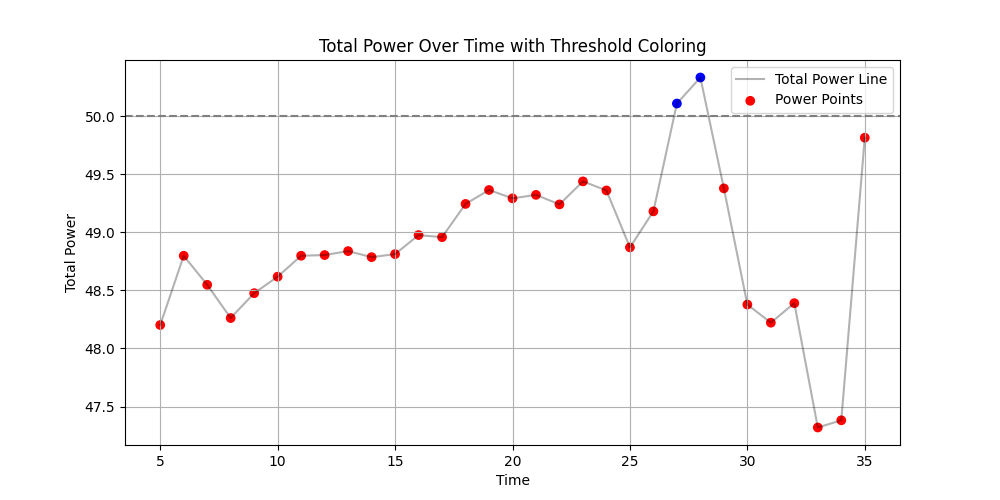 Total Power Over Time with Threshold Coloring
Total Power Line
Power Points
Total Power
50.0
49.5
49.0
48.5
48.0
47.5
5 10 15 20 25 30 35
Time